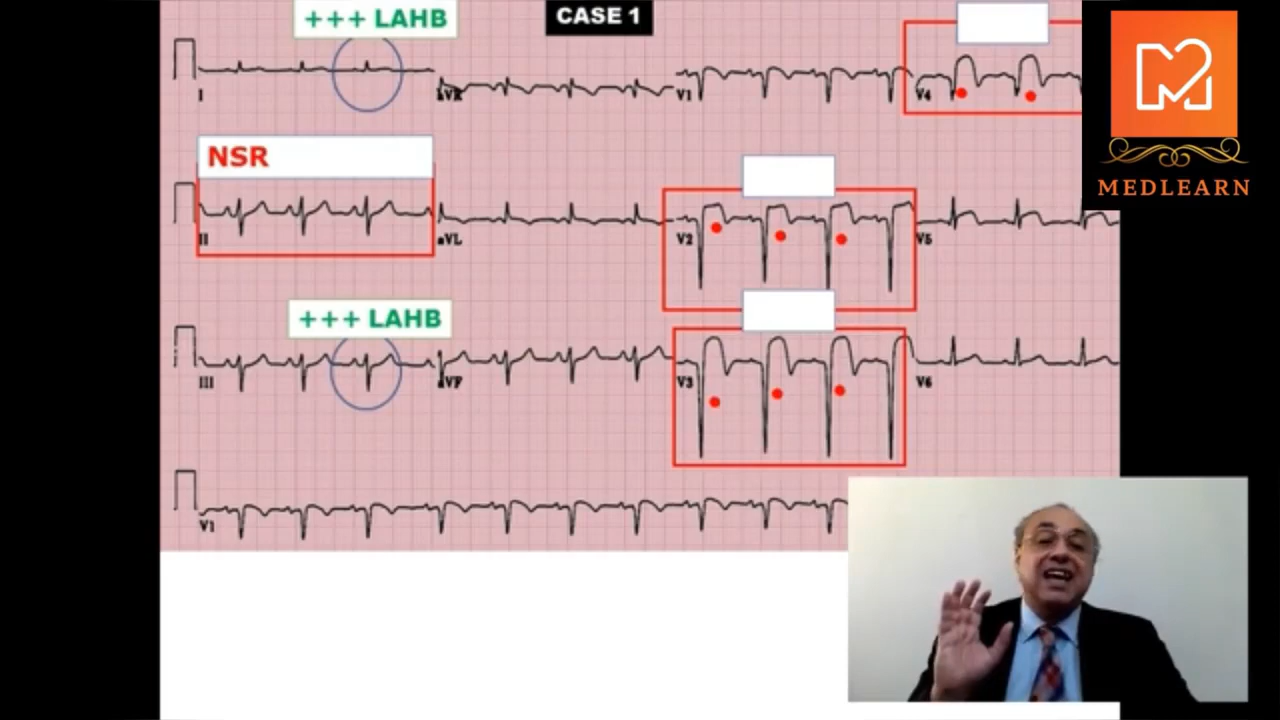 +++ LAHB
CASE 1
I
aVR
V1
V4
MEDLEARN
NSR
II
aVL
V2
V5
+++ LAHB
III
aVF
V3
V6
V1